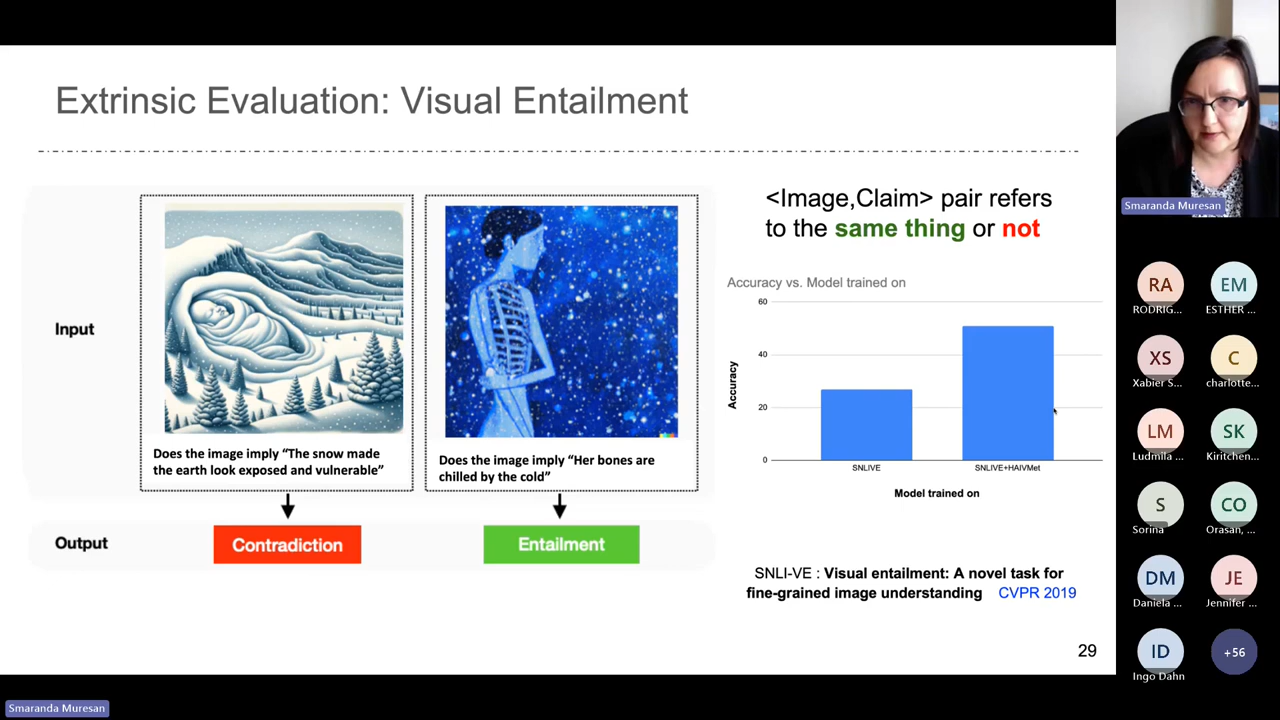 Extrinsic Evaluation: Visual Entailment
Input
Does the image imply “The snow made
the earth look exposed and vulnerable”
Does the image imply “Her bones are
chilled by the cold”
Output
Contradiction
Entailment
<Image,Claim> pair refers
to the same thing or not
Accuracy vs. Model trained on
60
40
20
0
Accuracy
SNLIVE
SNLIVE+HAIVMet
Model trained on
SNLI-VE : Visual entailment: A novel task for
fine-grained image understanding CVPR 2019
29
Smaranda Muresan
RA
RODRIG...
EM
ESTHER ...
XS
Xabier S...
C
charlotte...
LM
Ludmila ...
SK
Kiritchen...
S
Sorina
CO
Orasan, ...
DM
Daniela ...
JE
Jennifer ...
ID
Ingo Dahn
+56
Smaranda Muresan